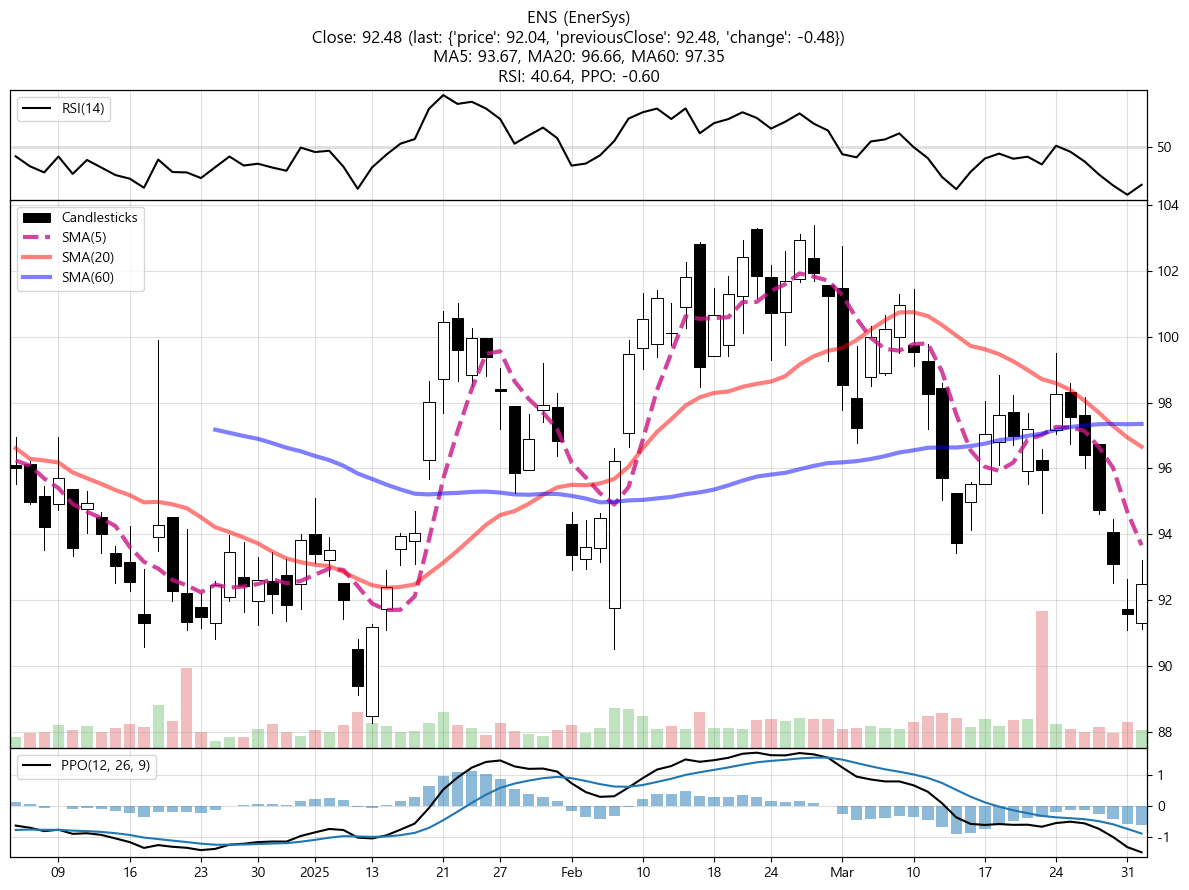 ENS (EnerSys)
Close: 92.48 (last: {'price': 92.04, 'previousClose': 92.48, 'change': -0.48})
MA5: 93.67, MA20: 96.66, MA60: 97.35
RSI: 40.64, PPO: -0.60
RSI(14)
50
Candlesticks
SMA(5)
SMA(20)
SMA(60)
104
102
100
98
96
94
92
90
88
PPO(12, 26, 9)
1
0
-1
09 16 23 30 2025 13 21 27 Feb 10 18 24 Mar 10 17 24 31